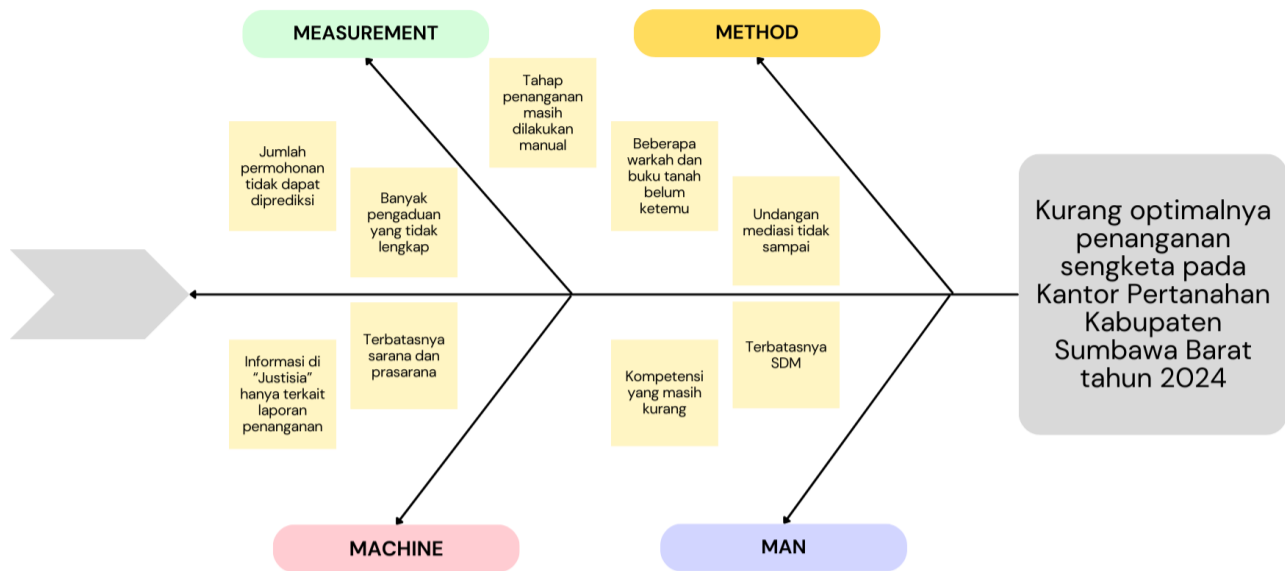 MEASUREMENT
METHOD
Tahap
penanganan
masih
dilakukan
manual
Jumlah
permohonan
tidak dapat
diprediksi
Banyak
pengaduan
yang tidak
lengkap
Beberapa
warkah dan
buku tanah
belum
ketemu
Undangan
mediasi tidak
sampai
Kurang optimalnya
penanganan
sengketa pada
Kantor Pertanahan
Kabupaten
Sumbawa Barat
tahun 2024
Informasi di
“Justisia”
hanya terkait
laporan
penanganan
Terbatasnya
sarana dan
prasarana
Kompetensi
yang masih
kurang
Terbatasnya
SDM
MACHINE
MAN